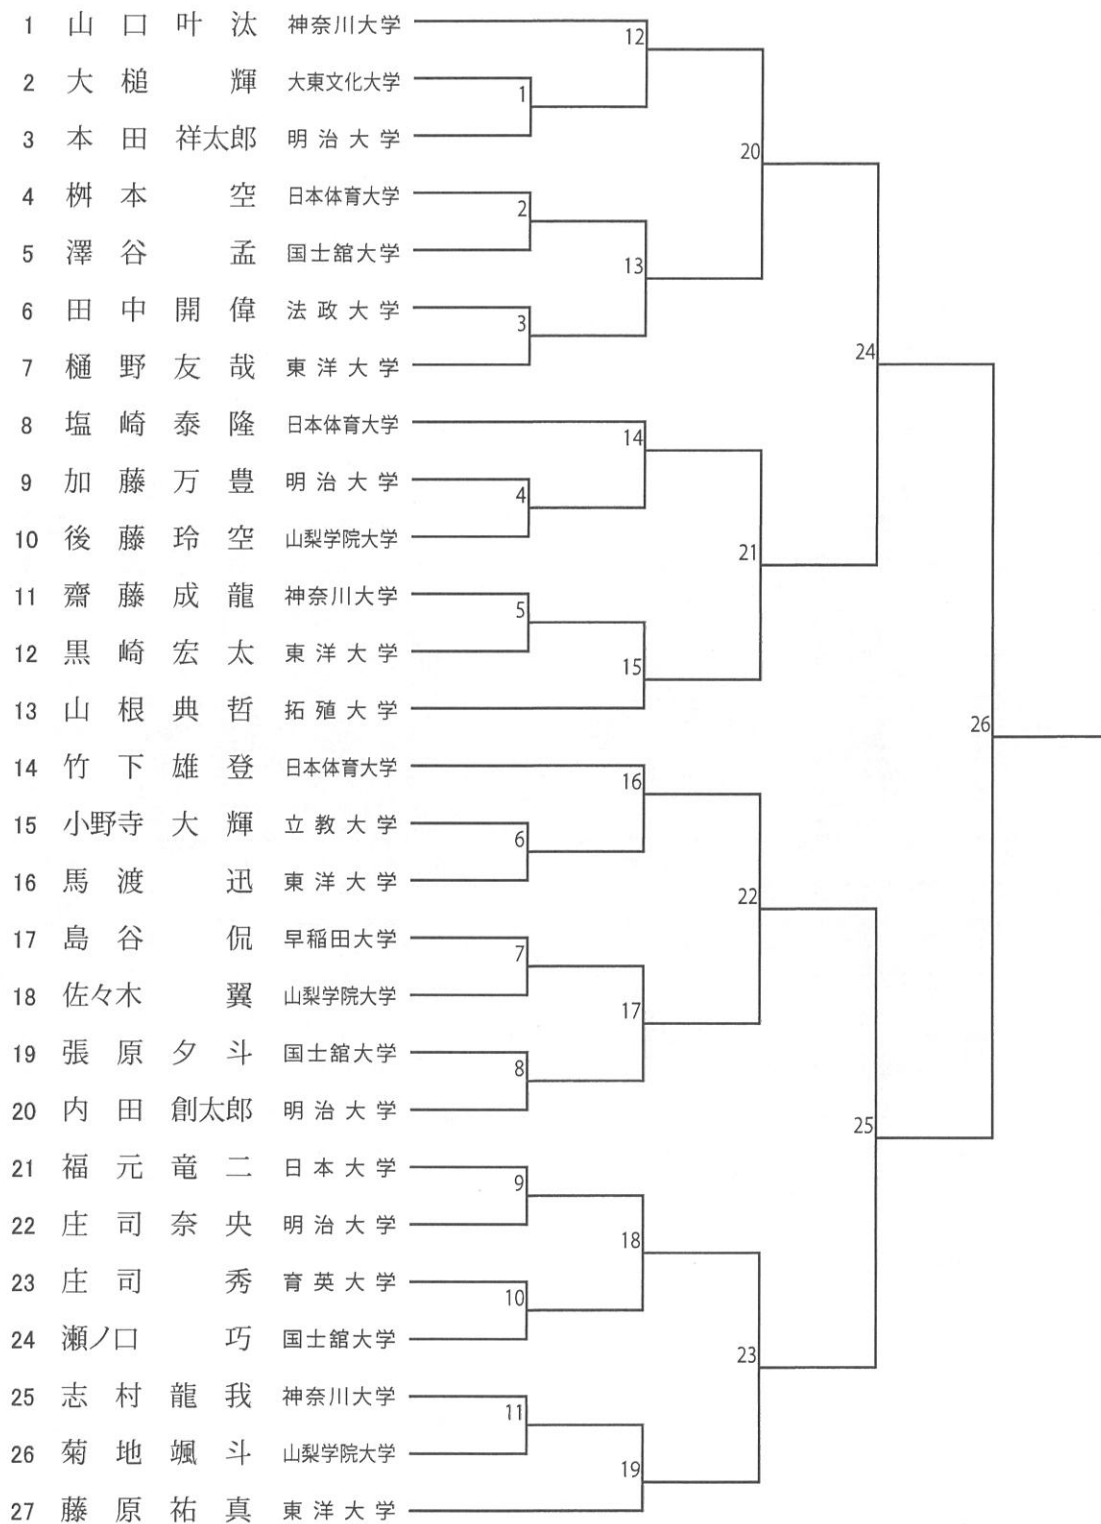 1 山口叶汰 神奈川大学
12
2 大槌輝 大東文化大学
1
3 本田祥太郎 明治大学
20
4 桝本空 日本体育大学
2
5 澤谷孟 国士舘大学
13
6 田中開偉 法政大学
3
7 樋野友哉 東洋大学
24
8 塩崎泰隆 日本体育大学
14
9 加藤万豊 明治大学
4
10 後藤玲空 山梨学院大学
21
11 齋藤成龍 神奈川大学
5
12 黒崎宏太 東洋大学
15
13 山根典哲 拓殖大学
26
14 竹下雄登 日本体育大学
16
15 小野寺大輝 立教大学
6
16 馬渡迅 東洋大学
22
17 島谷侃 早稲田大学
7
18 佐々木翼 山梨学院大学
17
19 張原夕斗 国士舘大学
8
20 内田創太郎 明治大学
25
21 福元竜二 日本大学
9
22 庄司奈央 明治大学
18
23 庄司秀 育英大学
10
24 瀬ノ口巧 国士舘大学
23
25 志村龍我 神奈川大学
11
26 菊地颯斗 山梨学院大学
19
27 藤原祐真 東洋大学